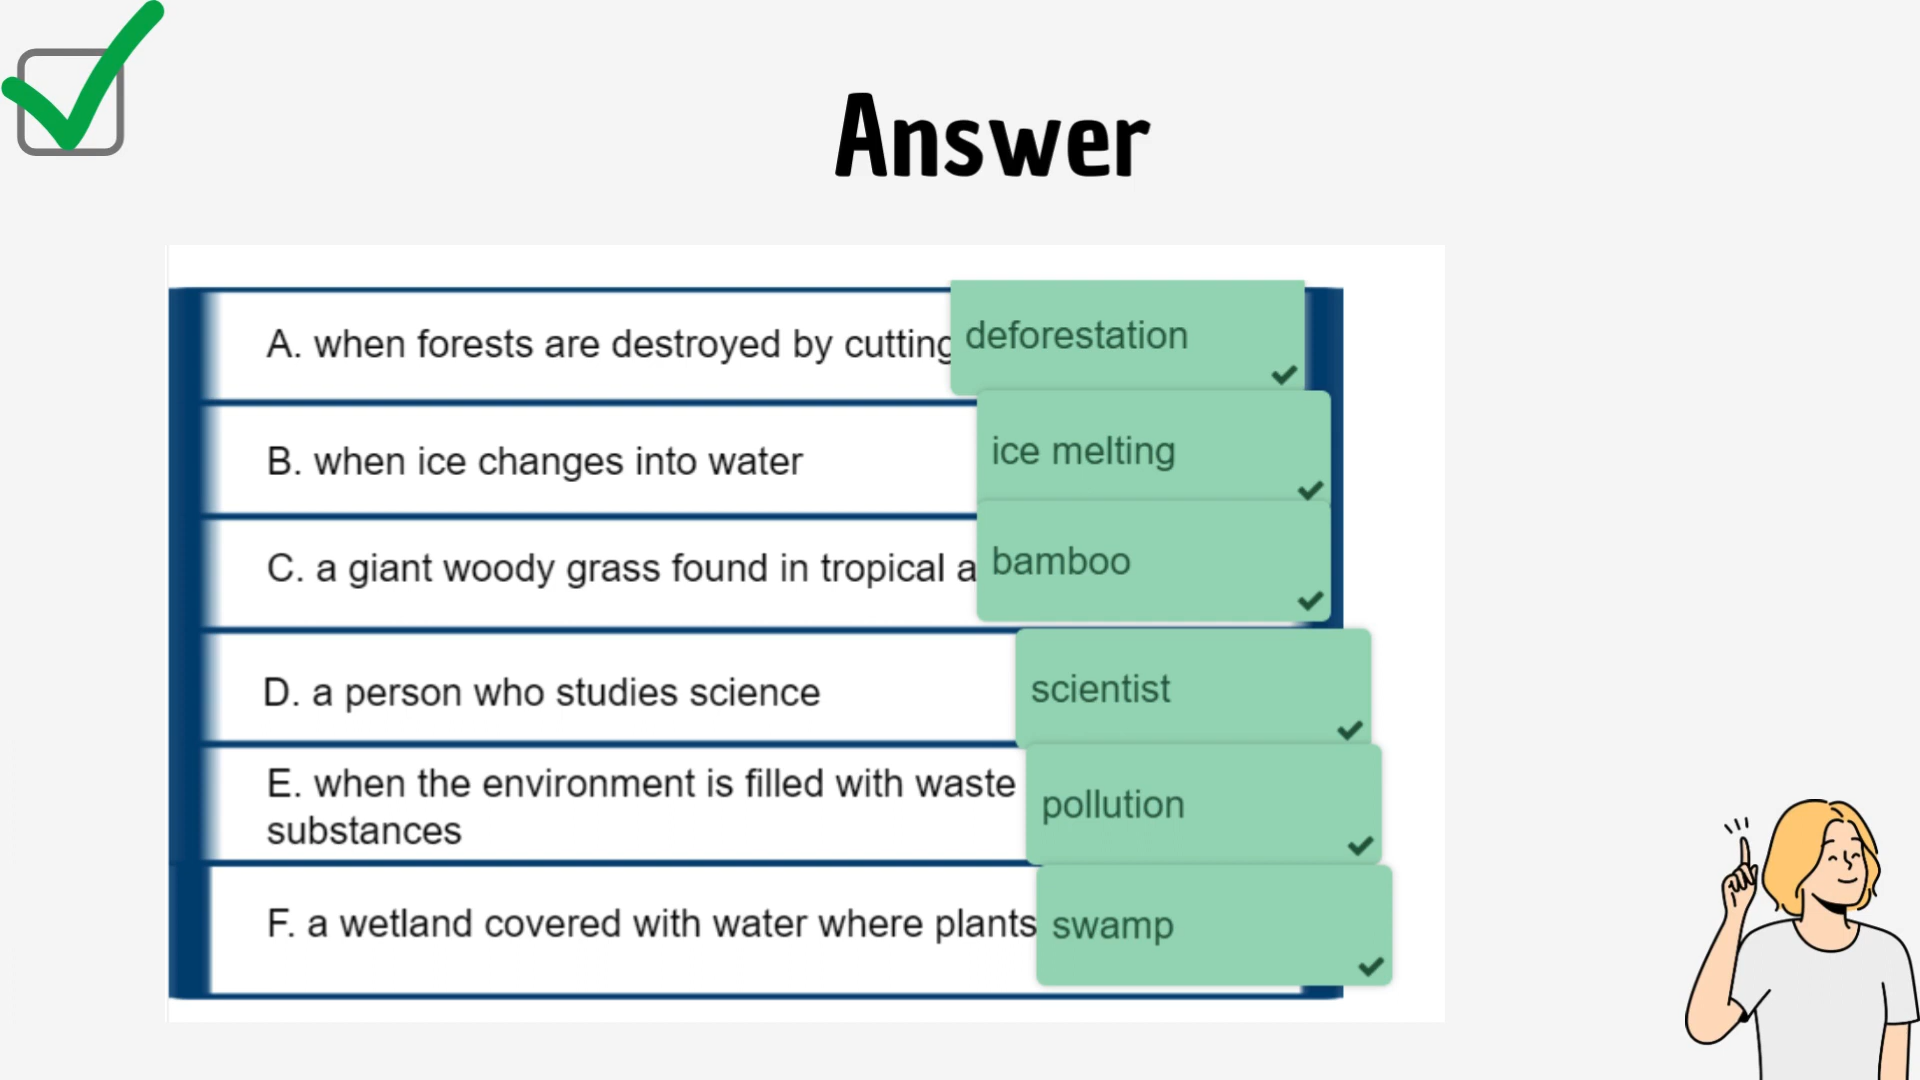 Answer
A. when forests are destroyed by cutting deforestation
B. when ice changes into water ice melting
C. a giant woody grass found in tropical a bamboo
D. a person who studies science scientist
E. when the environment is filled with waste
substances
pollution
F. a wetland covered with water where plants swamp